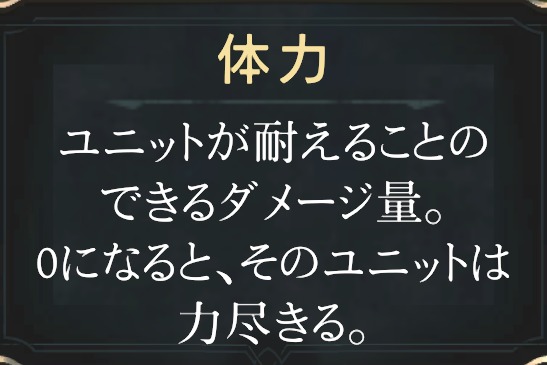 体力
ユニットが耐えることの
できるダメージ量。
0になると、そのユニットは
力尽きる。